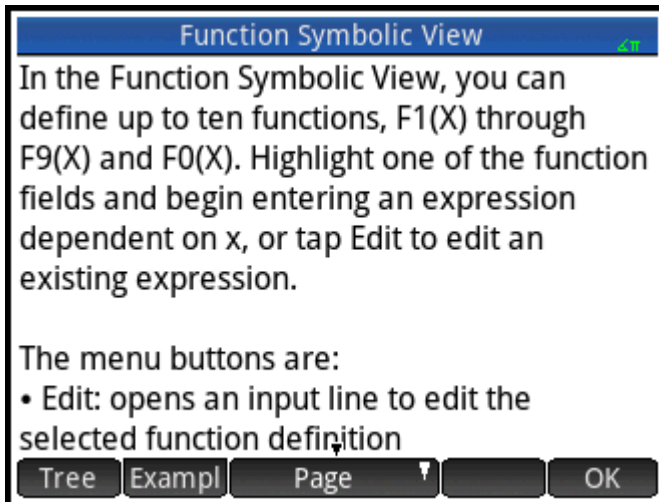 Function Symbolic View
∡π
In the Function Symbolic View, you can
define up to ten functions, F1(X) through
F9(X) and F0(X). Highlight one of the function
fields and begin entering an expression
dependent on x, or tap Edit to edit an
existing expression.
The menu buttons are:
• Edit: opens an input line to edit the
selected function definition
Tree Exampl Page OK